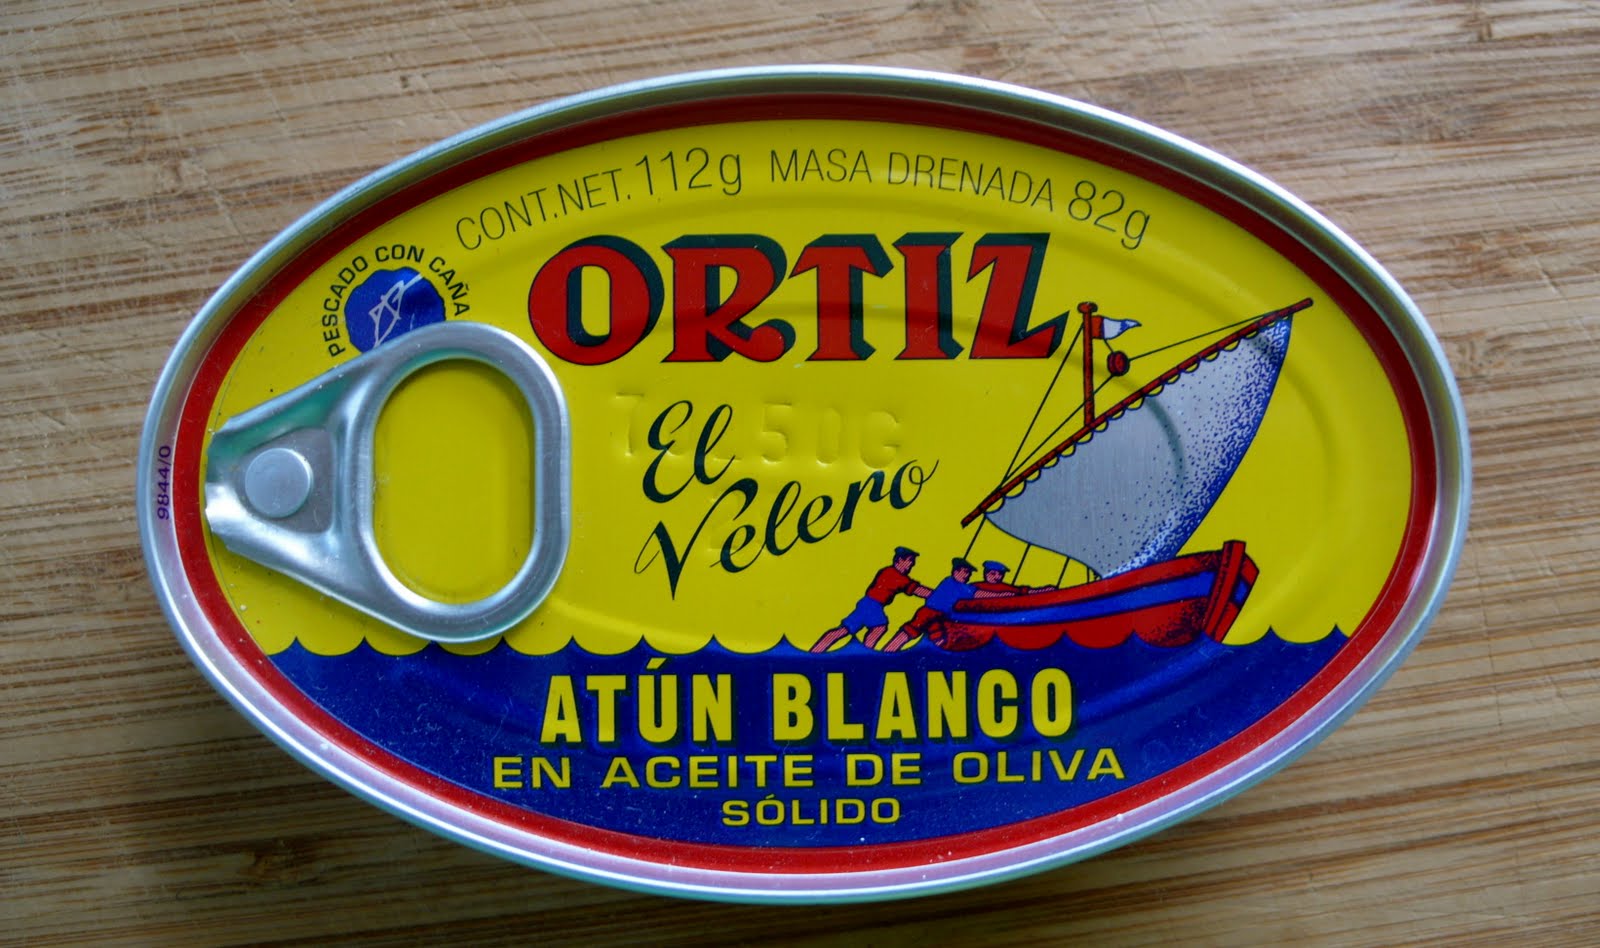 CONT.NET. 112g MASA DRENADA 82g
PESCADO CON CAÑA
ORTIZ
El
Velero
9844/0
ATÚN BLANCO
EN ACEITE DE OLIVA
SÓLIDO